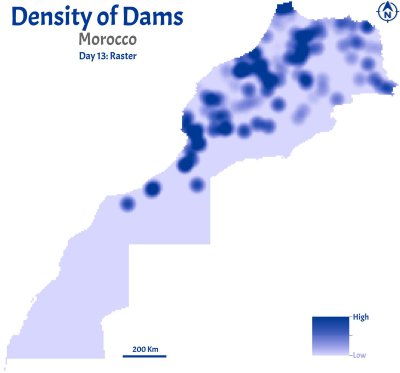 Density of Dams
Morocco
Day 13: Raster
N
High
Low
200 Km